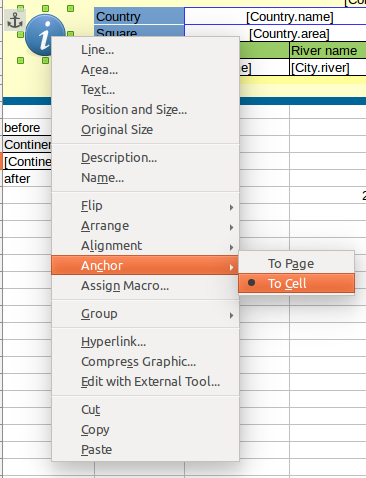 Country [Country.name]
Square [Country.area]
River name
[City.river]
before
Continen
[Contine
after
2
Line...
Area...
Text...
Position and Size...
Original Size
Description...
Name...
Flip
Arrange
Alignment
Anchor
Assign Macro...
Group
Hyperlink...
Compress Graphic...
Edit with External Tool...
Cut
Copy
Paste
To Page
To Cell